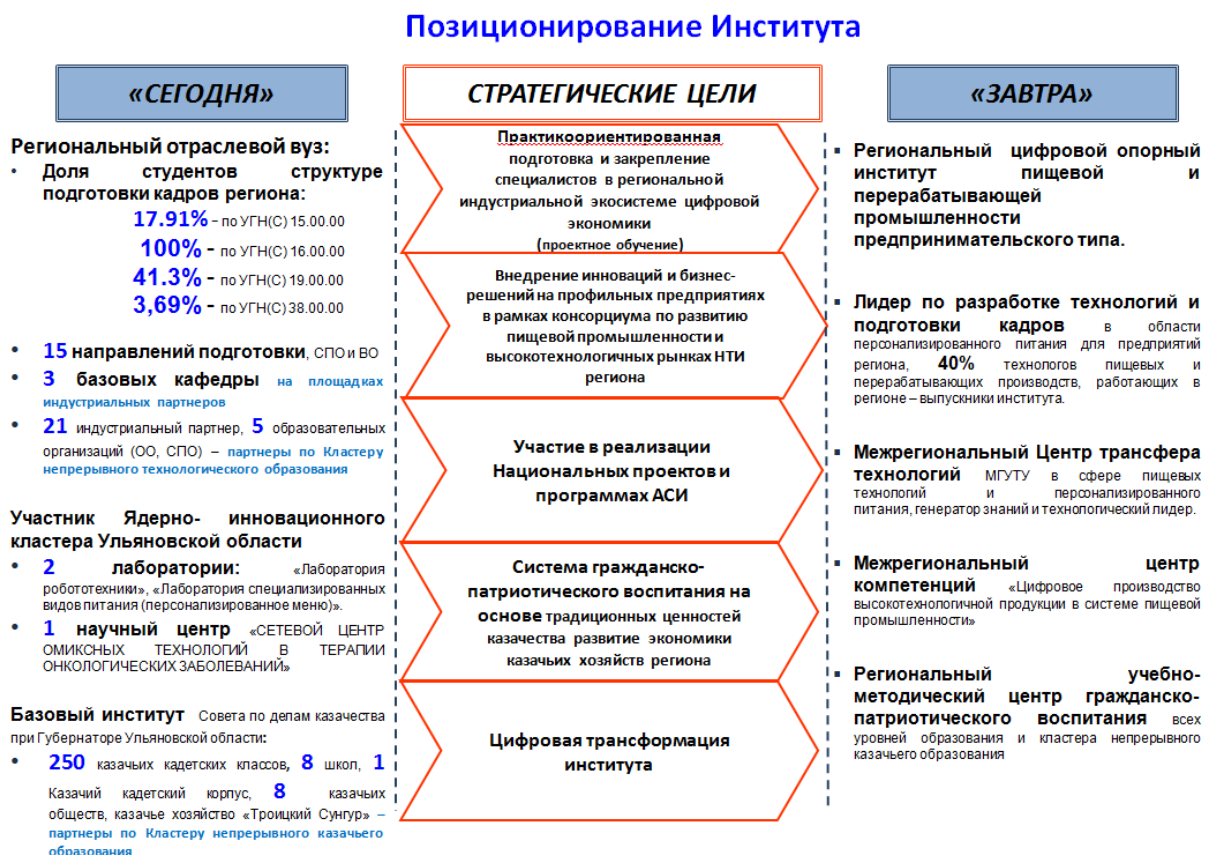 Позиционирование Института
«СЕГОДНЯ»
Региональный отраслевой вуз:
• Доля студентов структуре
подготовки кадров региона:
17.91% – по УГН(С) 15.00.00
100% – по УГН(С) 16.00.00
41.3% – по УГН(С) 19.00.00
3,69% – по УГН(С) 38.00.00
• 15 направлений подготовки, СПО и ВО
• 3 базовых кафедры на площадках
индустриальных партнеров
• 21 индустриальный партнер, 5 образовательных
организаций (ОО, СПО) – партнеры по Кластеру
непрерывного технологического образования
Участник Ядерно- инновационного
кластера Ульяновской области
• 2 лаборатории: «Лаборатория
робототехники», «Лаборатория специализированных
видов питания (персонализированное меню)».
• 1 научный центр «СЕТЕВОЙ ЦЕНТР
ОМИКСНЫХ ТЕХНОЛОГИЙ В ТЕРАПИИ
ОНКОЛОГИЧЕСКИХ ЗАБОЛЕВАНИЙ»
Базовый институт Совета по делам казачества
при Губернаторе Ульяновской области:
• 250 казачьих кадетских классов, 8 школ, 1
Казачий кадетский корпус, 8 казачьих
обществ, казачье хозяйство «Троицкий Сунгур» –
партнеры по Кластеру непрерывного казачьего
образования
СТРАТЕГИЧЕСКИЕ ЦЕЛИ
Практикоориентированная
подготовка и закрепление
специалистов в региональной
индустриальной экосистеме цифровой
экономики
(проектное обучение)
Внедрение инноваций и бизнес-
решений на профильных предприятиях
в рамках консорциума по развитию
пищевой промышленности и
высокотехнологичных рынках НТИ
региона
Участие в реализации
Национальных проектов и
программах АСИ
Система гражданско-
патриотического воспитания на
основе традиционных ценностей
казачества развитие экономики
казачьих хозяйств региона
Цифровая трансформация
института
«ЗАВТРА»
▪ Региональный цифровой опорный
институт пищевой и
перерабатывающей
промышленности
предпринимательского типа.
▪ Лидер по разработке технологий и
подготовки кадров в области
персонализированного питания для предприятий
региона, 40% технологов пищевых и
перерабатывающих производств, работающих в
регионе – выпускники института.
▪ Межрегиональный Центр трансфера
технологий МГУТУ в сфере пищевых
технологий и персонализированного
питания, генератор знаний и технологический лидер.
▪ Межрегиональный центр
компетенций «Цифровое производство
высокотехнологичной продукции в системе пищевой
промышленности»
▪ Региональный учебно-
методический центр гражданско-
патриотического воспитания всех
уровней образования и кластера непрерывного
казачьего образования